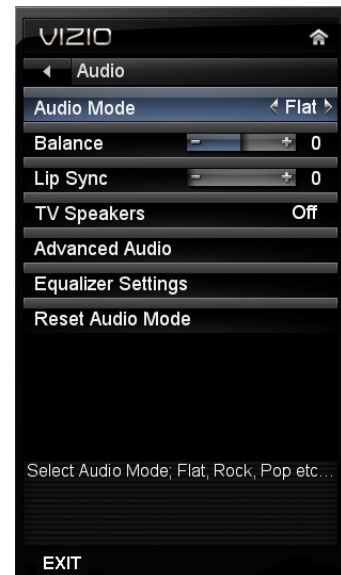 VIZIO
Audio
Audio Mode Flat
Balance - + 0
Lip Sync - + 0
TV Speakers Off
Advanced Audio
Equalizer Settings
Reset Audio Mode
Select Audio Mode; Flat, Rock, Pop etc...
EXIT